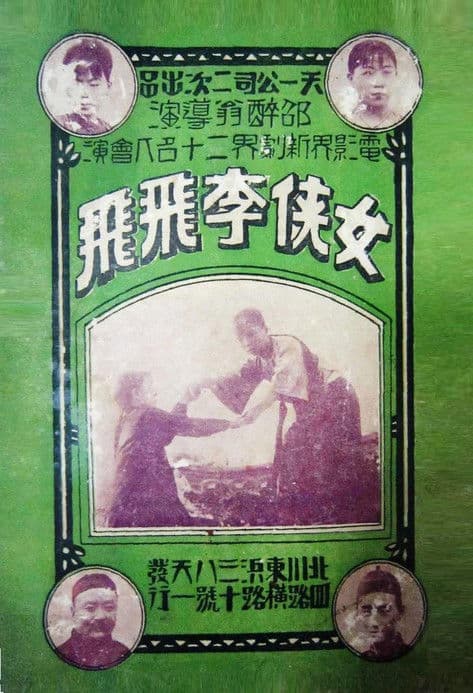 天一公司二次出品
邵醉翁導演
電影界新劇界二十名人會演
女俠李飛飛
北四川路東橫浜路三十八號天一發行